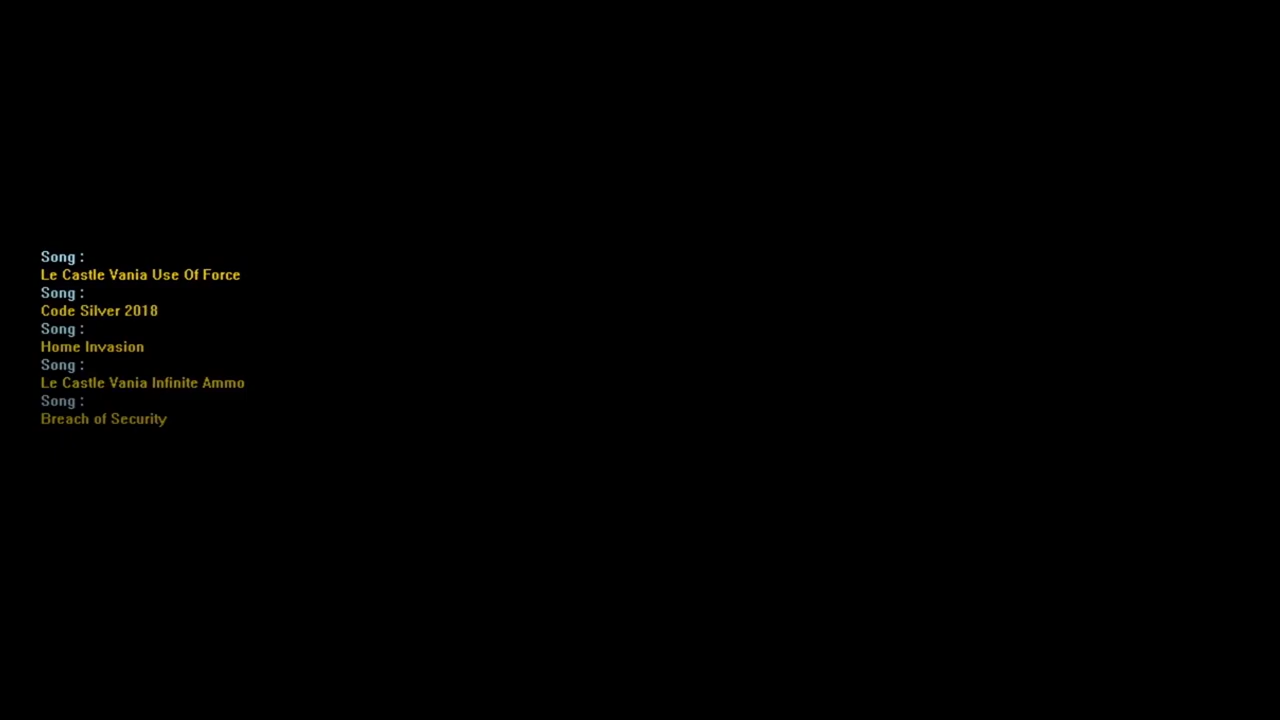 Song :
Le Castle Vania Use Of Force
Song :
Code Silver 2018
Song :
Home Invasion
Song :
Le Castle Vania Infinite Ammo
Song :
Breach of Security